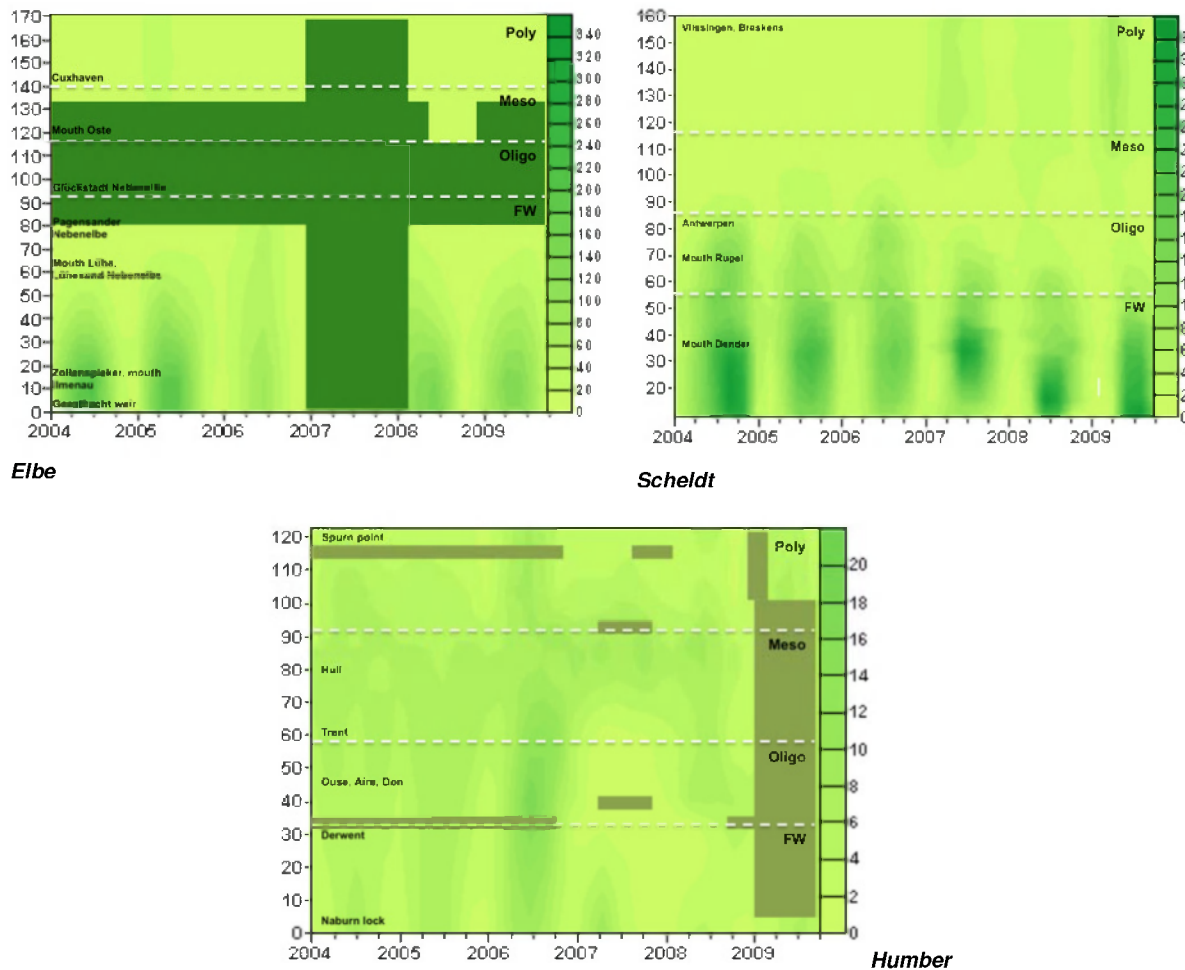 170
160
150
140
130
120
110
100
90
80
70
60
50
40
30
20
10
0
Poly
Cuxhaven
Meso
Mouth Oste
Oligo
Glückstadt Nebenelbe
FW
Pagensander
Nebenelbe
Mouth Lühe,
Lühesand Nebenelbe
Zollenspieker, mouth
Ilmenau
Geesthacht weir
340
320
300
280
260
240
220
200
180
160
140
120
100
80
60
40
20
0
2004 2005 2006 2007 2008 2009
Elbe
160
150
140
130
120
110
100
90
80
70
60
50
40
30
20
Vlissingen, Breskens
Poly
Meso
Antwerpen
Oligo
Mouth Rupel
FW
Mouth Dender
2004 2005 2006 2007 2008 2009
Scheldt
120
110
100
90
80
70
60
50
40
30
20
10
0
Spurn point
Poly
Meso
Hull
Trent
Oligo
Ouse, Aire, Don
Derwent
FW
Naburn lock
20
18
16
14
12
10
8
6
4
2
0
2004 2005 2006 2007 2008 2009
Humber